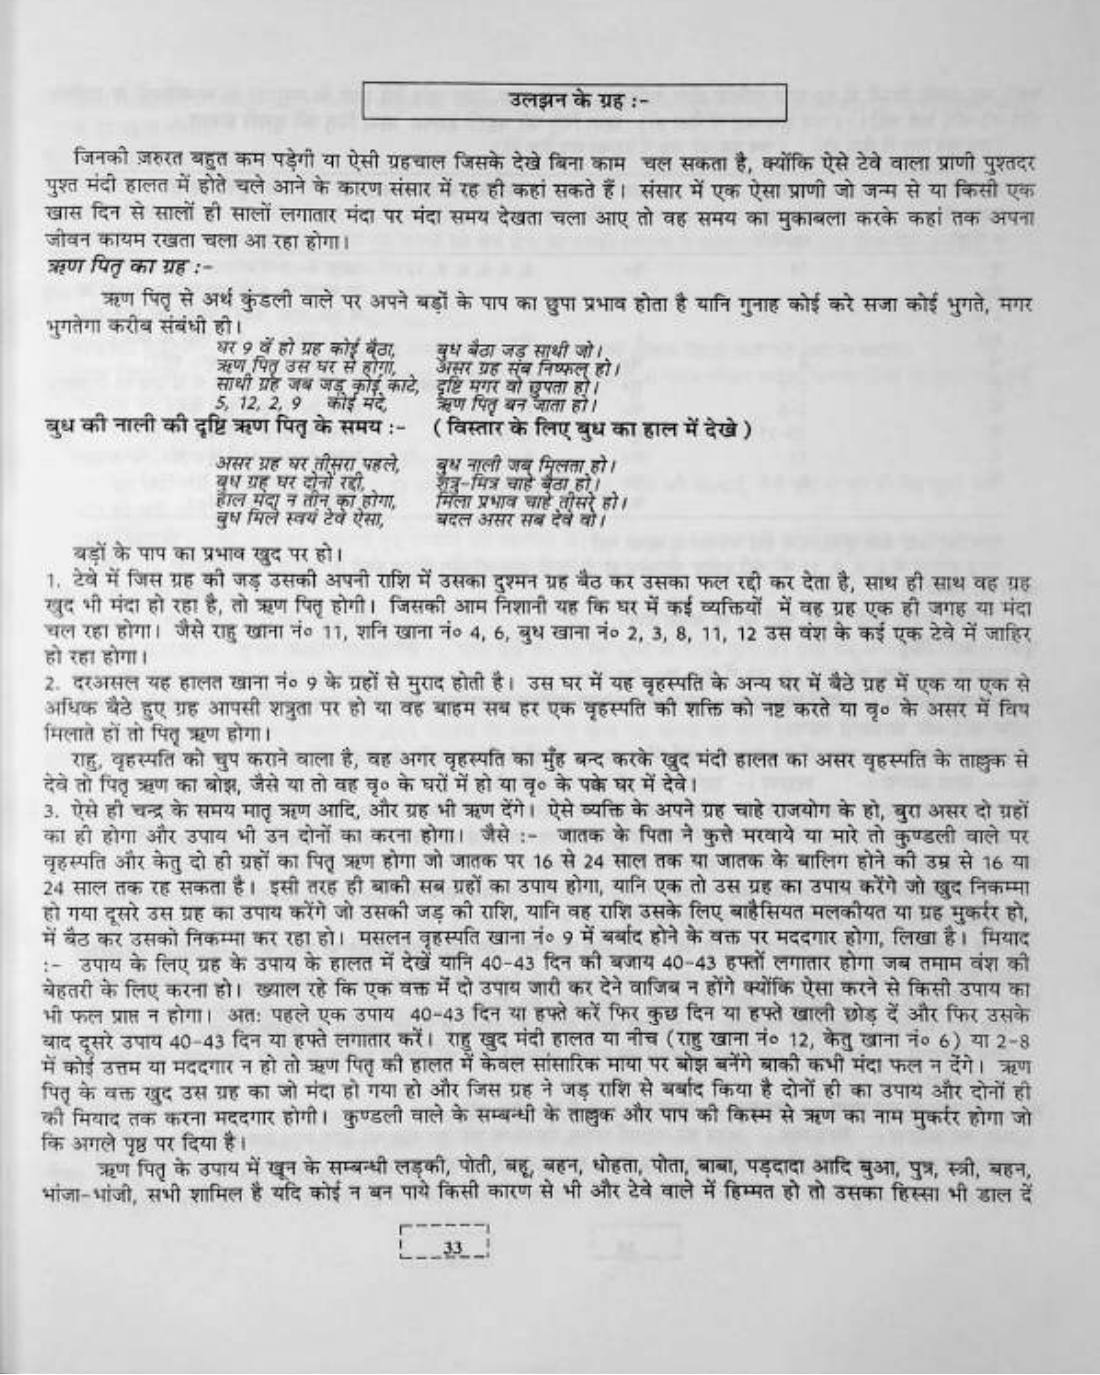 उलझन के ग्रह :-
जिनकी ज़रुरत बहुत कम पड़ेगी या ऐसी ग्रहचाल जिसके देखे बिना काम चल सकता है, क्योंकि ऐसे टेवे वाला प्राणी पुश्तदर
पुश्त मंदी हालत में होते चले आने के कारण संसार में रह ही कहां सकते हैं। संसार में एक ऐसा प्राणी जो जन्म से या किसी एक
खास दिन से सालों ही सालों लगातार मंदा पर मंदा समय देखता चला आए तो वह समय का मुकाबला करके कहां तक अपना
जीवन कायम रखता चला आ रहा होगा।
ऋण पितृ का ग्रह :-
ऋण पितृ से अर्थ कुंडली वाले पर अपने बड़ों के पाप का छुपा प्रभाव होता है यानि गुनाह कोई करे सजा कोई भुगते, मगर
भुगतेगा करीब संबंधी ही।
घर 9 वें हो ग्रह कोई बैठा, बुध बैठा जड़ साथी जो।
ऋण पितृ उस घर से होगा, असर ग्रह सब निष्फल हो।
साथी ग्रह जब जड़ कोई काटे, दृष्टि मगर वो छुपता हो।
5, 12, 2, 9 कोई मंदे, ऋण पितृ बन जाता हो।
बुध की नाली की दृष्टि ऋण पितृ के समय :- ( विस्तार के लिए बुध का हाल में देखे )
असर ग्रह घर तीसरा पहले, बुध नाली जब मिलता हो।
बुध ग्रह घर दोनों रद्दी, शत्रु-मित्र चाहे बैठा हो।
हाल मंदा न तीन का होगा, मिला प्रभाव चाहे तीसरे हो।
बुध मिले स्वयं टेवे ऐसा, बदल असर सब देवे वो।
बड़ों के पाप का प्रभाव खुद पर हो।
1. टेवे में जिस ग्रह की जड़ उसकी अपनी राशि में उसका दुश्मन ग्रह बैठ कर उसका फल रद्दी कर देता है, साथ ही साथ वह ग्रह
खुद भी मंदा हो रहा है, तो ऋण पितृ होगी। जिसकी आम निशानी यह कि घर में कई व्यक्तियों में वह ग्रह एक ही जगह या मंदा
चल रहा होगा। जैसे राहु खाना नं० 11, शनि खाना नं० 4, 6, बुध खाना नं० 2, 3, 8, 11, 12 उस वंश के कई एक टेवे में जाहिर
हो रहा होगा।
2. दरअसल यह हालत खाना नं० 9 के ग्रहों से मुराद होती है। उस घर में यह वृहस्पति के अन्य घर में बैठे ग्रह में एक या एक से
अधिक बैठे हुए ग्रह आपसी शत्रुता पर हो या वह बाहम सब हर एक वृहस्पति की शक्ति को नष्ट करते या वृ० के असर में विष
मिलाते हों तो पितृ ऋण होगा।
राहु, वृहस्पति को चुप कराने वाला है, वह अगर वृहस्पति का मुँह बन्द करके खुद मंदी हालत का असर वृहस्पति के ताल्लुक से
देवे तो पितृ ऋण का बोझ, जैसे या तो वह वृ० के घरों में हो या वृ० के पक्के घर में देवे।
3. ऐसे ही चन्द्र के समय मातृ ऋण आदि, और ग्रह भी ऋण देंगे। ऐसे व्यक्ति के अपने ग्रह चाहे राजयोग के हो, बुरा असर दो ग्रहों
का ही होगा और उपाय भी उन दोनों का करना होगा। जैसे :- जातक के पिता ने कुत्ते मरवाये या मारे तो कुण्डली वाले पर
वृहस्पति और केतु दो ही ग्रहों का पितृ ऋण होगा जो जातक पर 16 से 24 साल तक या जातक के बालिग होने की उम्र से 16 या
24 साल तक रह सकता है। इसी तरह ही बाकी सब ग्रहों का उपाय होगा, यानि एक तो उस ग्रह का उपाय करेंगे जो खुद निकम्मा
हो गया दूसरे उस ग्रह का उपाय करेंगे जो उसकी जड़ की राशि, यानि वह राशि उसके लिए बाहैसियत मलकीयत या ग्रह मुकर्रर हो,
में बैठ कर उसको निकम्मा कर रहा हो। मसलन वृहस्पति खाना नं० 9 में बर्बाद होने के वक्त पर मददगार होगा, लिखा है। मियाद
:- उपाय के लिए ग्रह के उपाय के हालत में देखें यानि 40-43 दिन की बजाय 40-43 हफ्तों लगातार होगा जब तमाम वंश की
बेहतरी के लिए करना हो। ख्याल रहे कि एक वक्त में दो उपाय जारी कर देने वाजिब न होंगे क्योंकि ऐसा करने से किसी उपाय का
भी फल प्राप्त न होगा। अतः पहले एक उपाय 40-43 दिन या हफ्ते करें फिर कुछ दिन या हफ्ते खाली छोड़ दें और फिर उसके
बाद दूसरे उपाय 40-43 दिन या हफ्ते लगातार करें। राहु खुद मंदी हालत या नीच (राहु खाना नं० 12, केतु खाना नं० 6) या 2-8
में कोई उत्तम या मददगार न हो तो ऋण पितृ की हालत में केवल सांसारिक माया पर बोझ बनेंगे बाकी कभी मंदा फल न देंगे। ऋण
पितृ के वक्त खुद उस ग्रह का जो मंदा हो गया हो और जिस ग्रह ने जड़ राशि से बर्बाद किया है दोनों ही का उपाय और दोनों ही
की मियाद तक करना मददगार होगी। कुण्डली वाले के सम्बन्धी के ताल्लुक और पाप की किस्म से ऋण का नाम मुकर्रर होगा जो
कि अगले पृष्ठ पर दिया है।
ऋण पितृ के उपाय में खून के सम्बन्धी लड़की, पोती, बहू, बहन, धोहता, पोता, बाबा, पड़दादा आदि बुआ, पुत्र, स्त्री, बहन,
भांजा-भांजी, सभी शामिल है यदि कोई न बन पाये किसी कारण से भी और टेवे वाले में हिम्मत हो तो उसका हिस्सा भी डाल दें
33